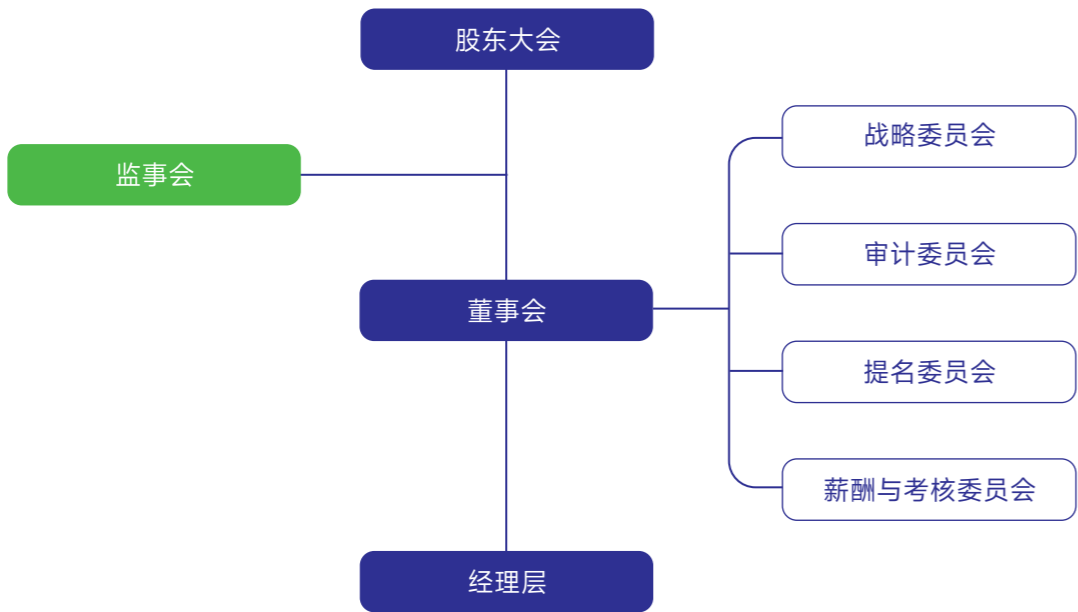 股东大会
监事会
董事会
经理层
战略委员会
审计委员会
提名委员会
薪酬与考核委员会